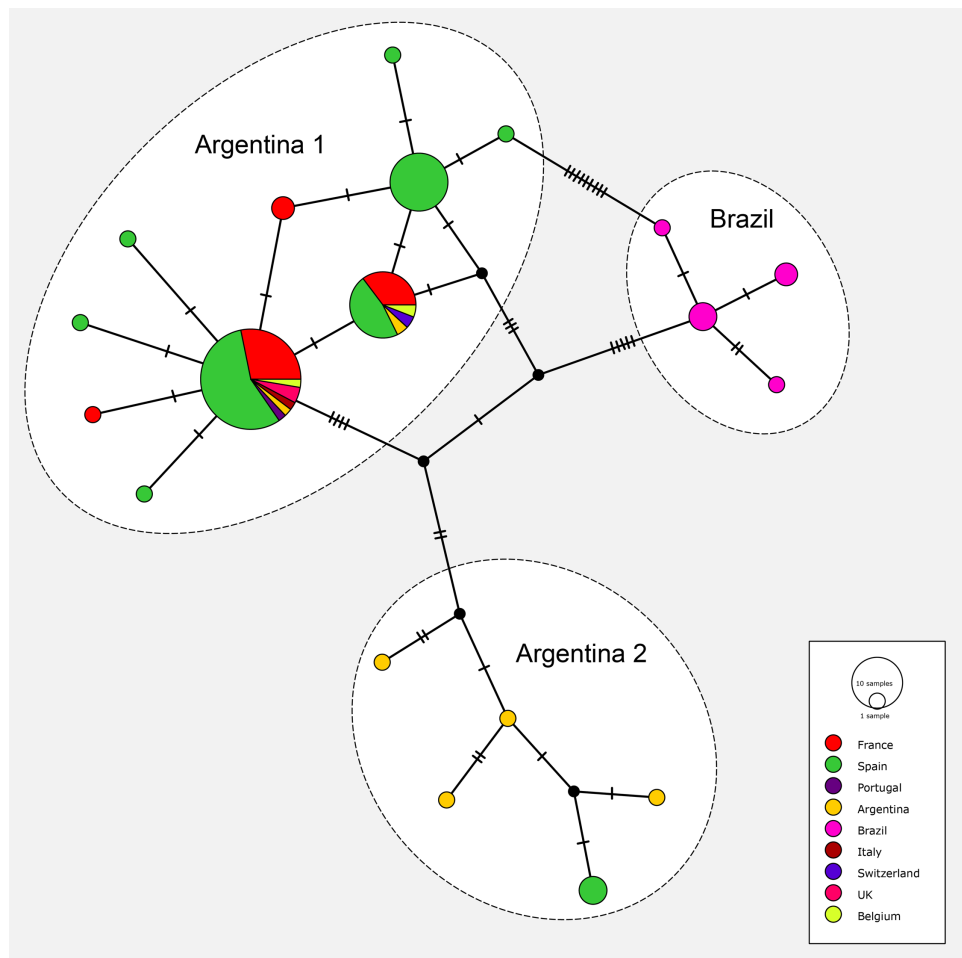 Argentina 1
Brazil
Argentina 2
10 samples
1 sample
France
Spain
Portugal
Argentina
Brazil
Italy
Switzerland
UK
Belgium